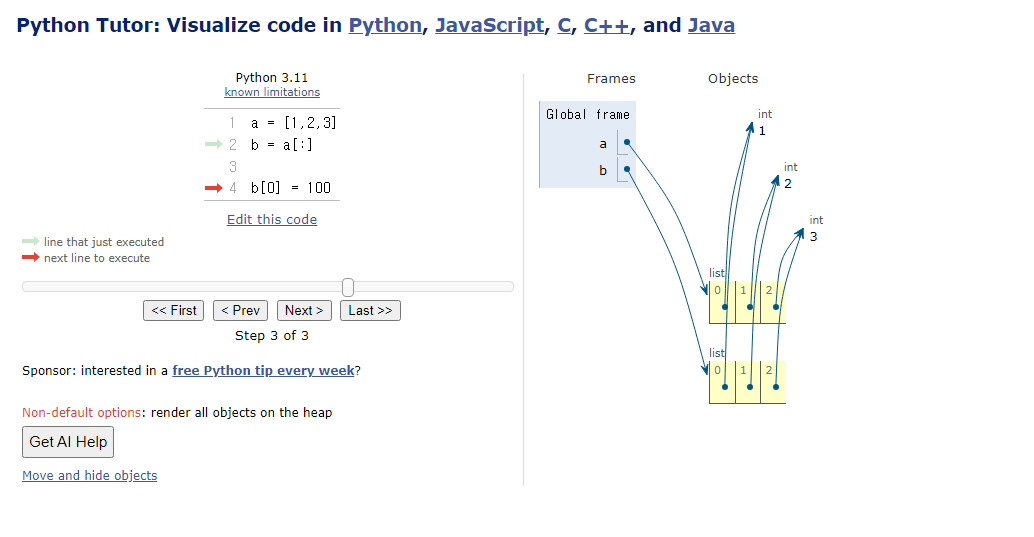 Python Tutor: Visualize code in Python, JavaScript, C, C++, and Java
Python 3.11
known limitations
1 a = [1,2,3]
2 b = a[:]
3
4 b[0] = 100
Edit this code
line that just executed
next line to execute
<< First < Prev Next > Last >>
Step 3 of 3
Sponsor: interested in a free Python tip every week?
Non-default options: render all objects on the heap
Get AI Help
Move and hide objects
Frames Objects
Global frame
a
b
int
1
int
2
int
3
list
0 1 2
list
0 1 2